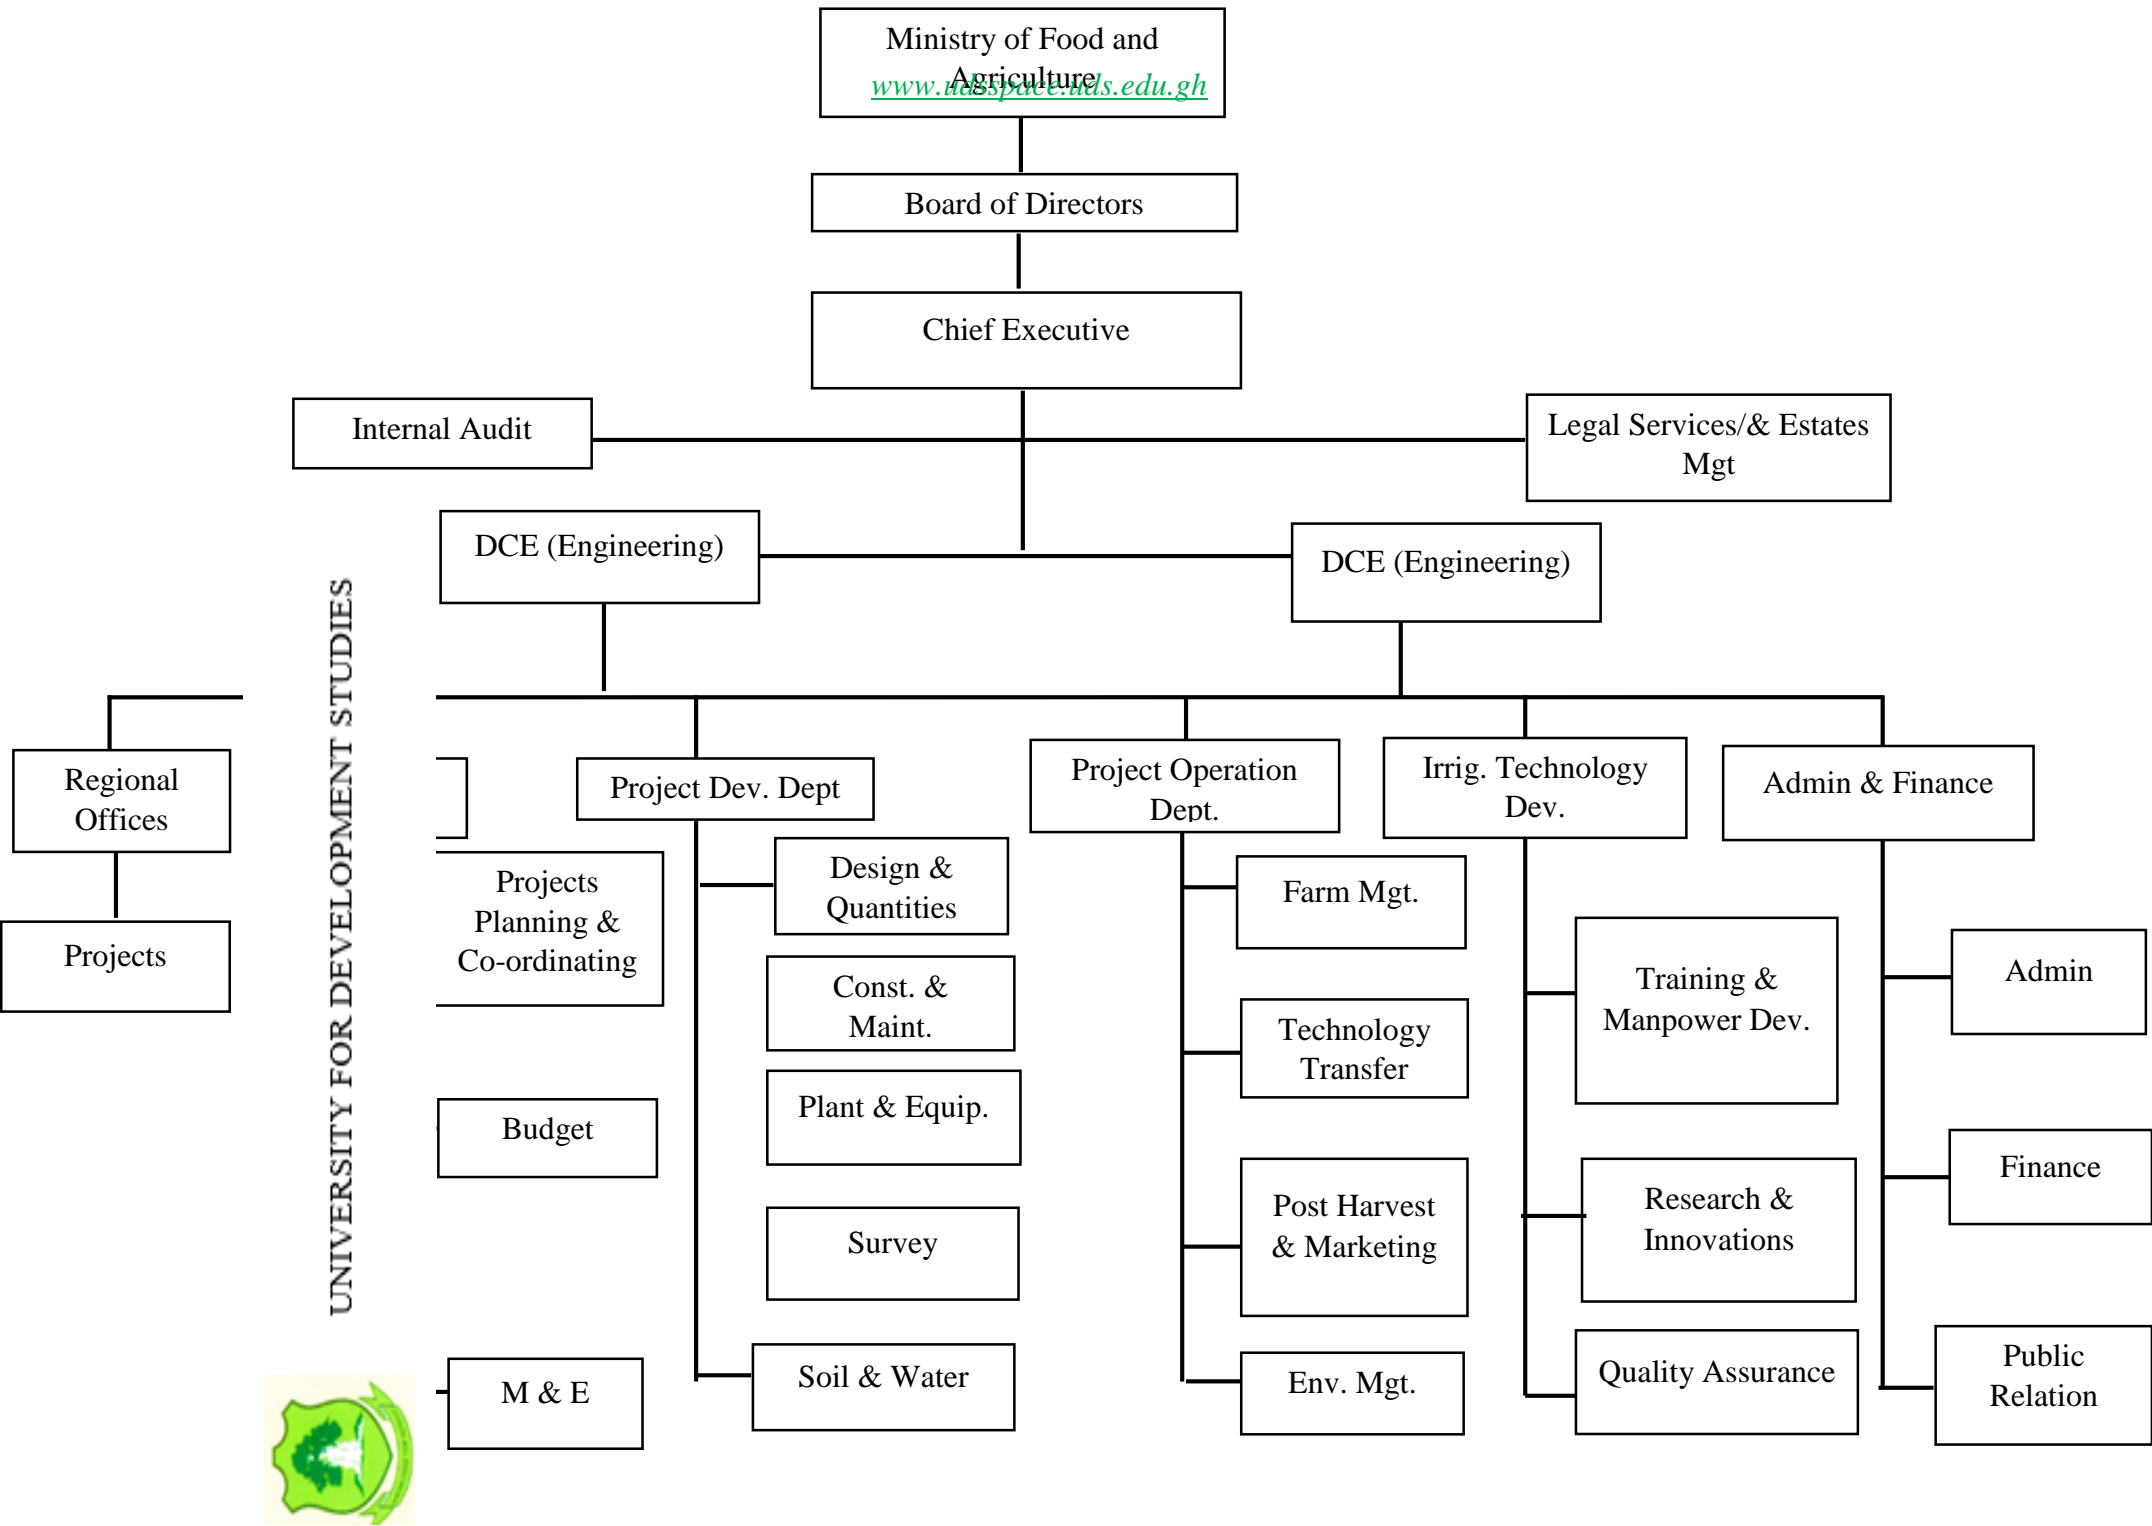 Ministry of Food and
Agriculture
www.udsspace.uds.edu.gh
Board of Directors
Chief Executive
Internal Audit
Legal Services/& Estates
Mgt
DCE (Engineering)
DCE (Engineering)
UNIVERSITY FOR DEVELOPMENT STUDIES
Regional
Offices
Projects
Projects
Planning &
Co-ordinating
Budget
M & E
Project Dev. Dept
Design &
Quantities
Const. &
Maint.
Plant & Equip.
Survey
Soil & Water
Project Operation
Dept.
Farm Mgt.
Technology
Transfer
Post Harvest
& Marketing
Env. Mgt.
Irrig. Technology
Dev.
Training &
Manpower Dev.
Research &
Innovations
Quality Assurance
Admin & Finance
Admin
Finance
Public
Relation